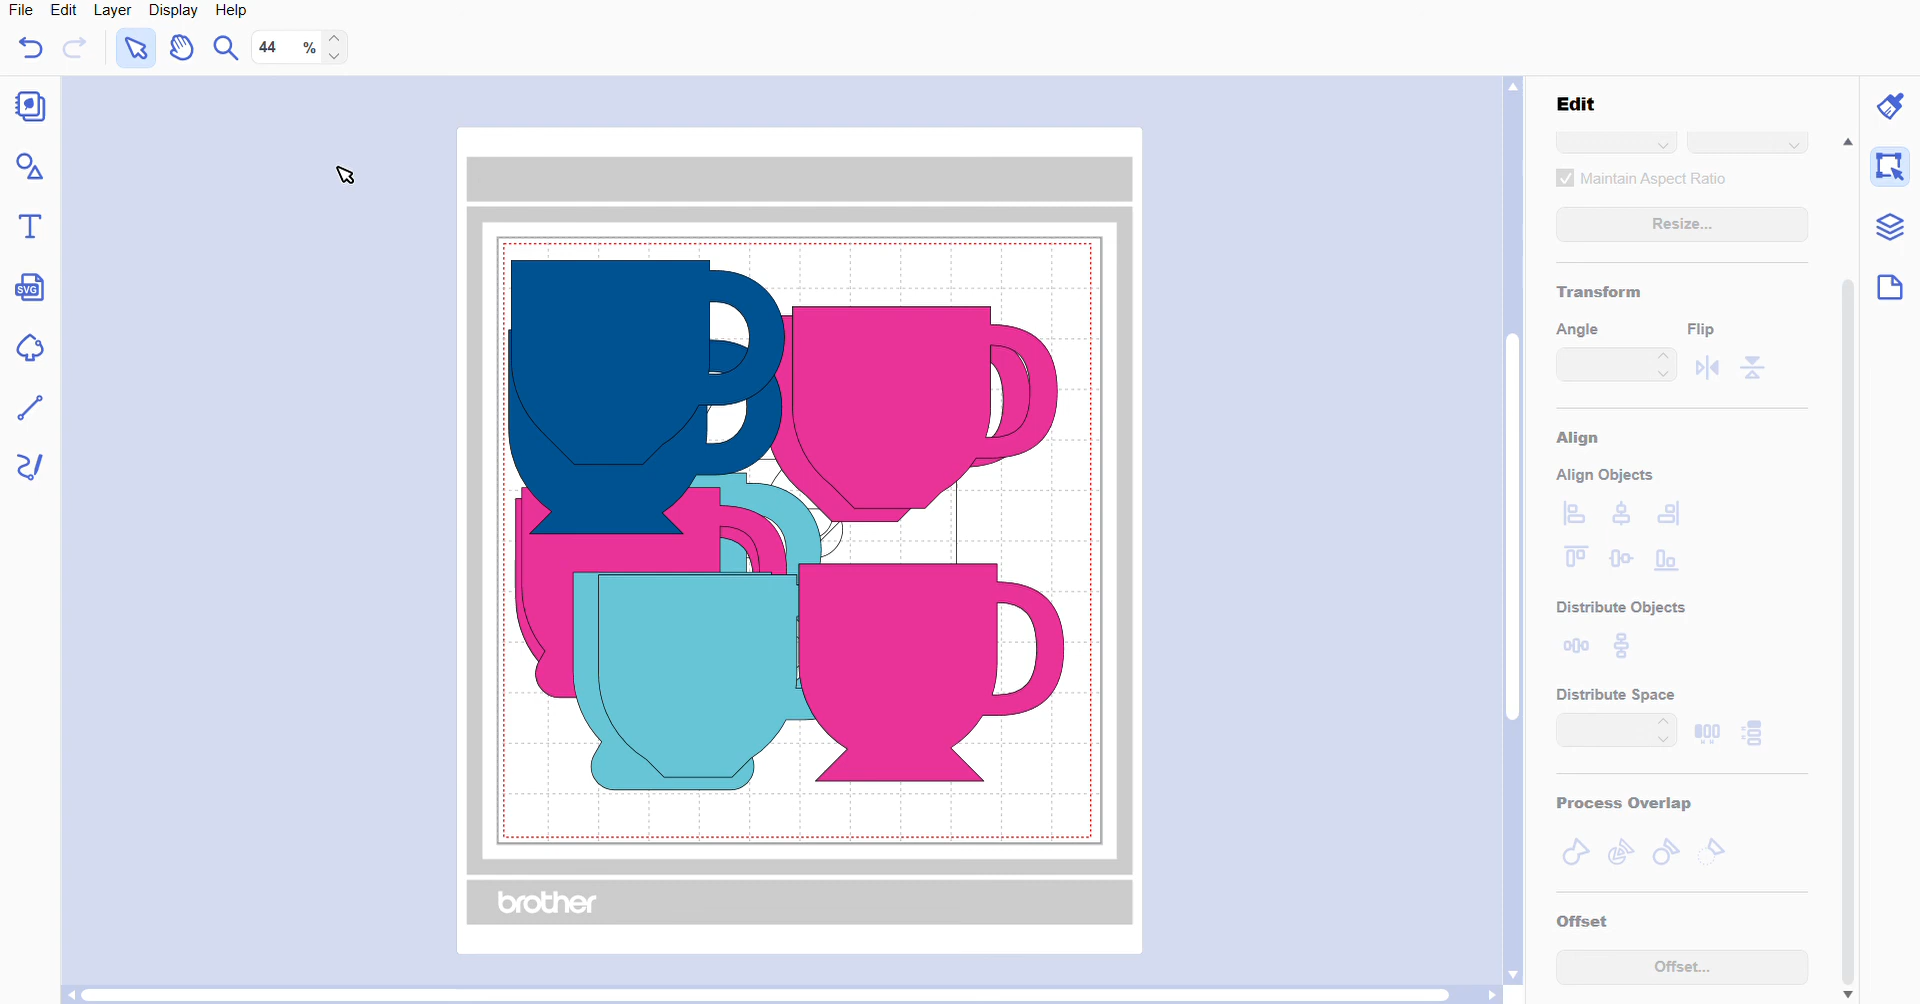 File Edit Layer Display Help
44 %
Edit
Maintain Aspect Ratio
Resize...
Transform
Angle Flip
Align
Align Objects
Distribute Objects
Distribute Space
Process Overlap
Offset
Offset...
T
SVG
brother